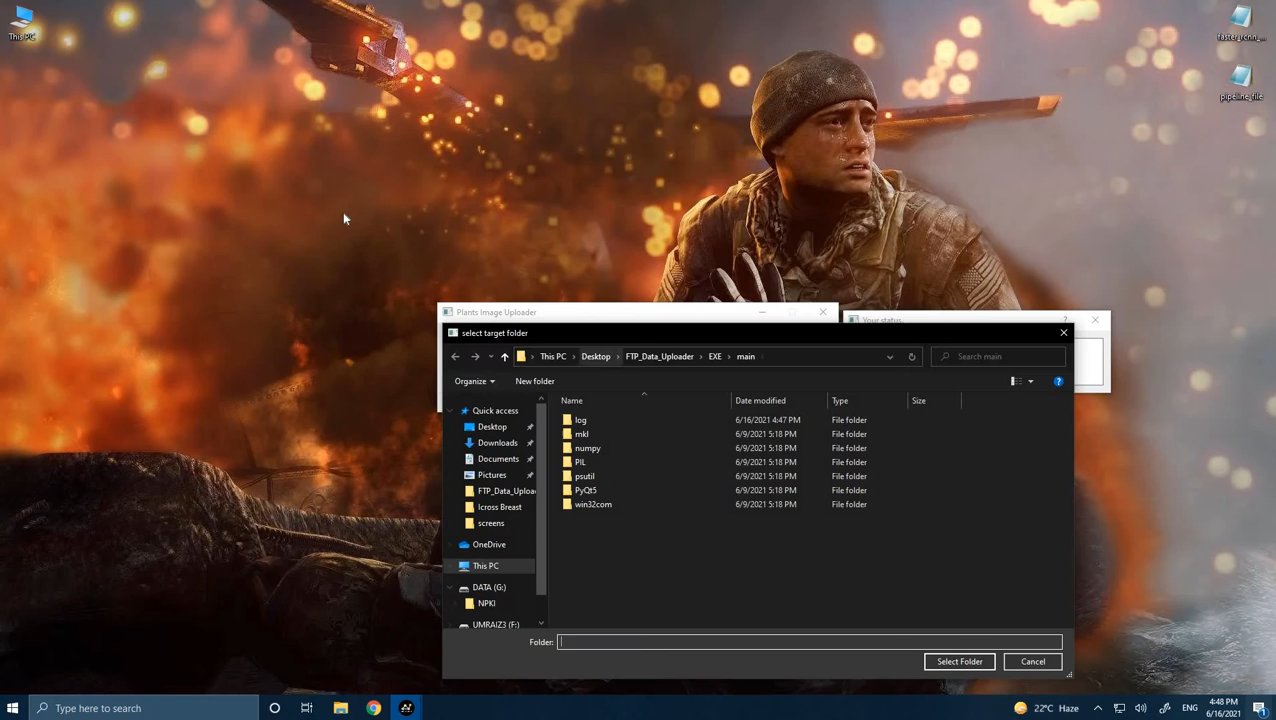 This PC
faster_rcnn_...
pipeline_file
Plants Image Uploader
Your status.
?
select target folder
This PC > Desktop > FTP_Data_Uploader > EXE > main
Search main
Organize
New folder
?
Name
Date modified
Type
Size
Quick access
Desktop
Downloads
Documents
Pictures
FTP_Data_Uploa
Icross Breast
screens
OneDrive
This PC
DATA (G:)
NPKI
UMRAIZ3 (F:)
log 6/16/2021 4:47 PM File folder
mkl 6/9/2021 5:18 PM File folder
numpy 6/9/2021 5:18 PM File folder
PIL 6/9/2021 5:18 PM File folder
psutil 6/9/2021 5:18 PM File folder
PyQt5 6/9/2021 5:18 PM File folder
win32com 6/9/2021 5:18 PM File folder
Folder:
Select Folder
Cancel
Type here to search
22°C Haze
ENG
4:48 PM
6/16/2021
1